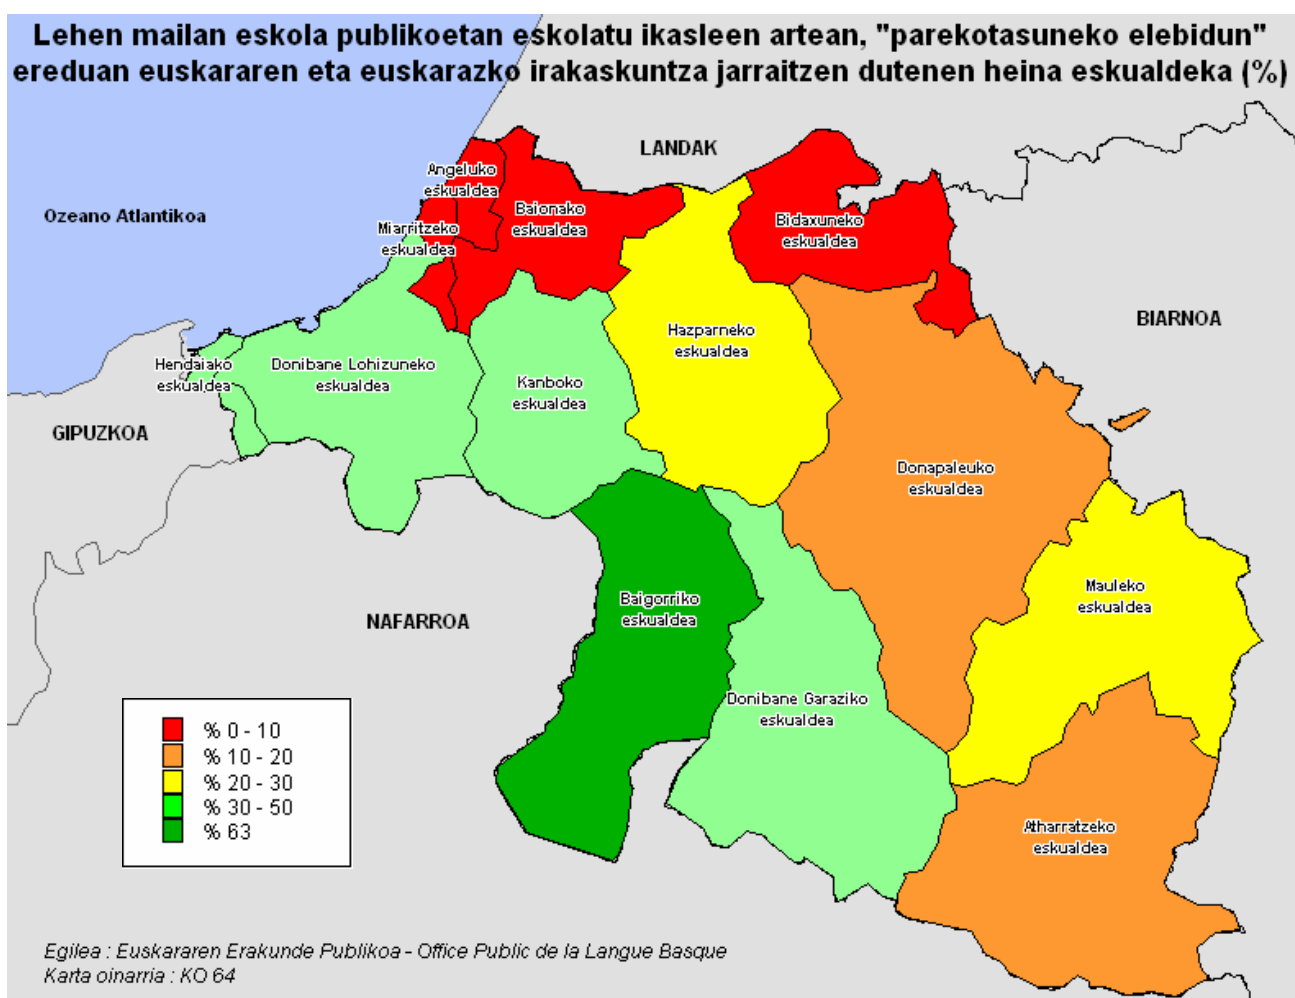 Lehen mailan eskola publikoetan eskolatu ikasleen artean, "parekotasuneko elebidun"
ereduan euskararen eta euskarazko irakaskuntza jarraitzen dutenen heina eskualdeka (%)
LANDAK
Angeluko
eskualdea
Ozeano Atlantikoa
Baionako
eskualdea
Miarritzeko
eskualdea
Bidaxuneko
eskualdea
BIARNOA
Hazparneko
eskualdea
Hendaiako
eskualdea
Donibane Lohizuneko
eskualdea
Kanboko
eskualdea
GIPUZKOA
Donapaleuko
eskualdea
Mauleko
eskualdea
Baigorriko
eskualdea
NAFARROA
Donibane Garaziko
eskualdea
% 0 - 10
% 10 - 20
% 20 - 30
% 30 - 50
% 63
Atharratzeko
eskualdea
Egilea : Euskararen Erakunde Publikoa - Office Public de la Langue Basque
Karta oinarria : KO 64